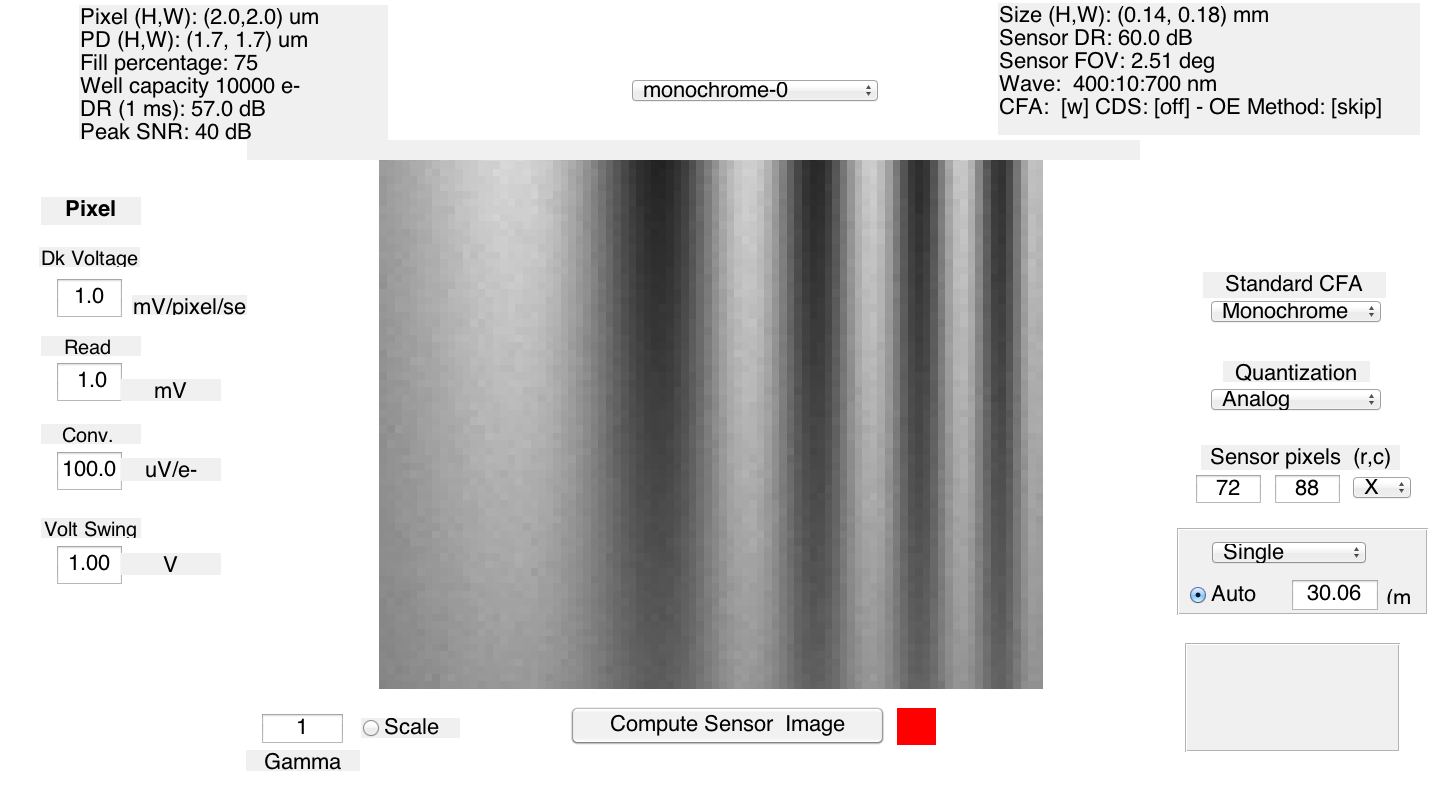 Pixel (H,W): (2.0,2.0) um
PD (H,W): (1.7, 1.7) um
Fill percentage: 75
Well capacity 10000 e-
DR (1 ms): 57.0 dB
Peak SNR: 40 dB
monochrome-0
Size (H,W): (0.14, 0.18) mm
Sensor DR: 60.0 dB
Sensor FOV: 2.51 deg
Wave: 400:10:700 nm
CFA: [w] CDS: [off] - OE Method: [skip]
Pixel
Dk Voltage
1.0 mV/pixel/se
Read
1.0 mV
Conv.
100.0 uV/e-
Volt Swing
1.00 V
Standard CFA
Monochrome
Quantization
Analog
Sensor pixels (r,c)
72 88 X
Single
Auto 30.06 (m
1 Scale
Gamma
Compute Sensor Image